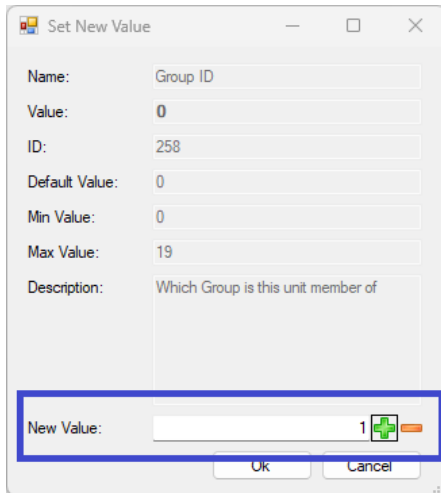 Set New Value
Name: Group ID
Value: 0
ID: 258
Default Value: 0
Min Value: 0
Max Value: 19
Description: Which Group is this unit member of
New Value: 1
Ok Cancel